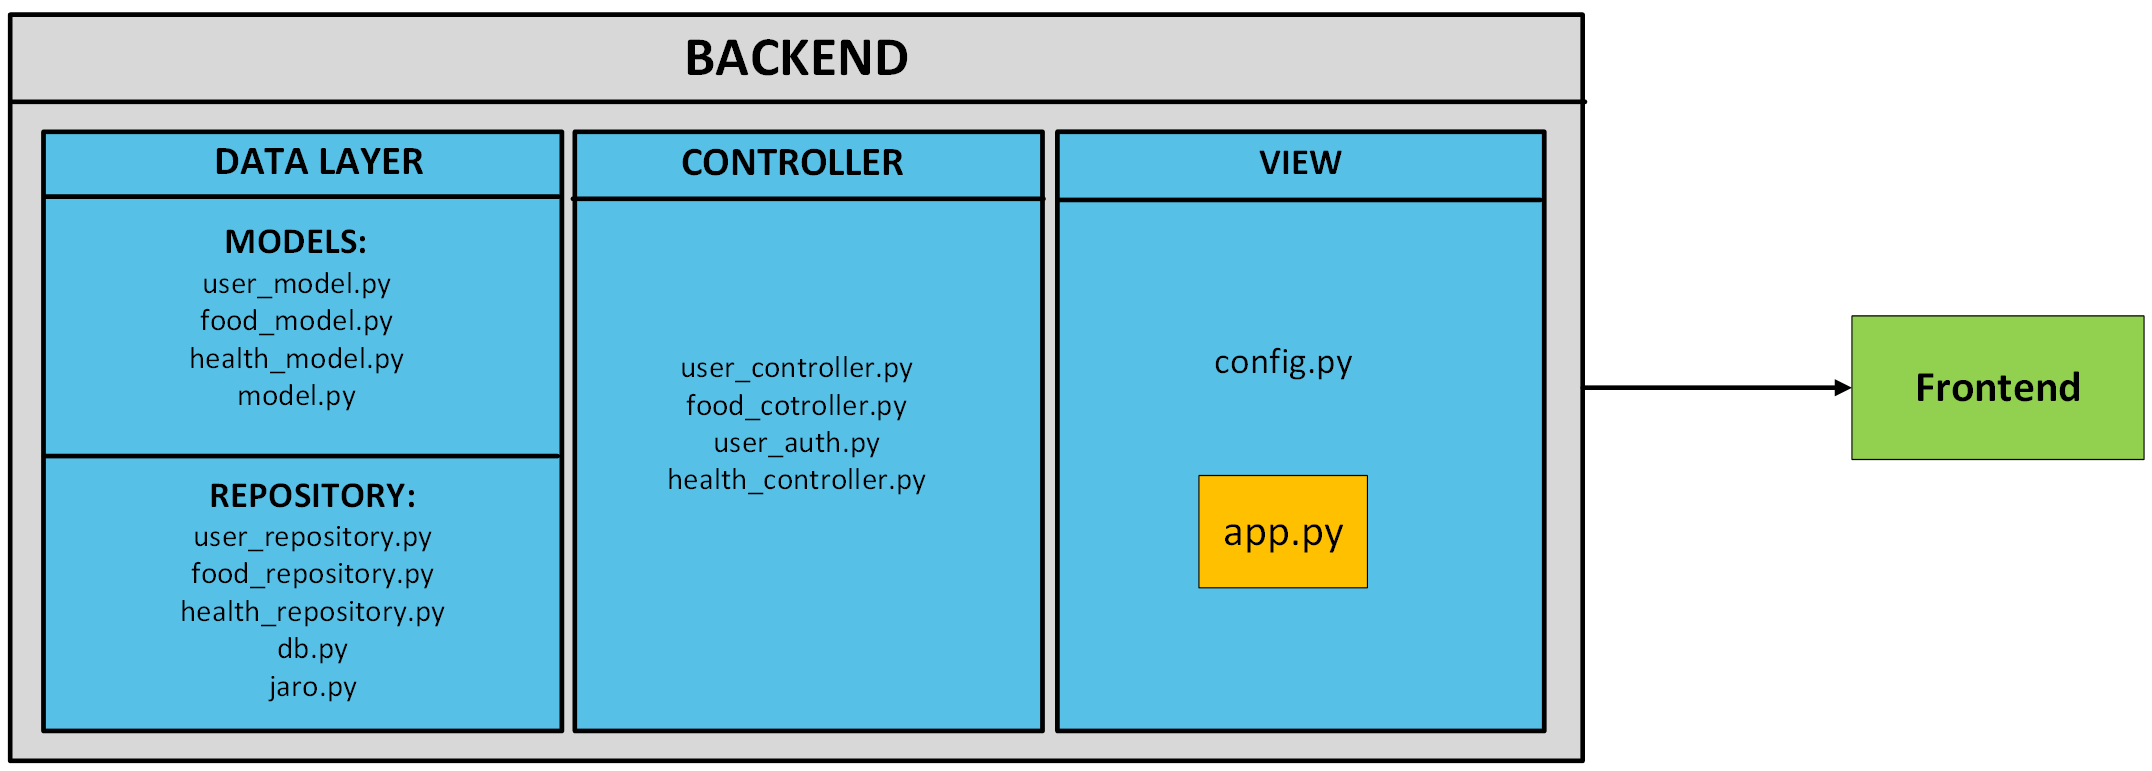 BACKEND
DATA LAYER
MODELS:
user_model.py
food_model.py
health_model.py
model.py
REPOSITORY:
user_repository.py
food_repository.py
health_repository.py
db.py
jaro.py
CONTROLLER
user_controller.py
food_cotroller.py
user_auth.py
health_controller.py
VIEW
config.py
app.py
Frontend